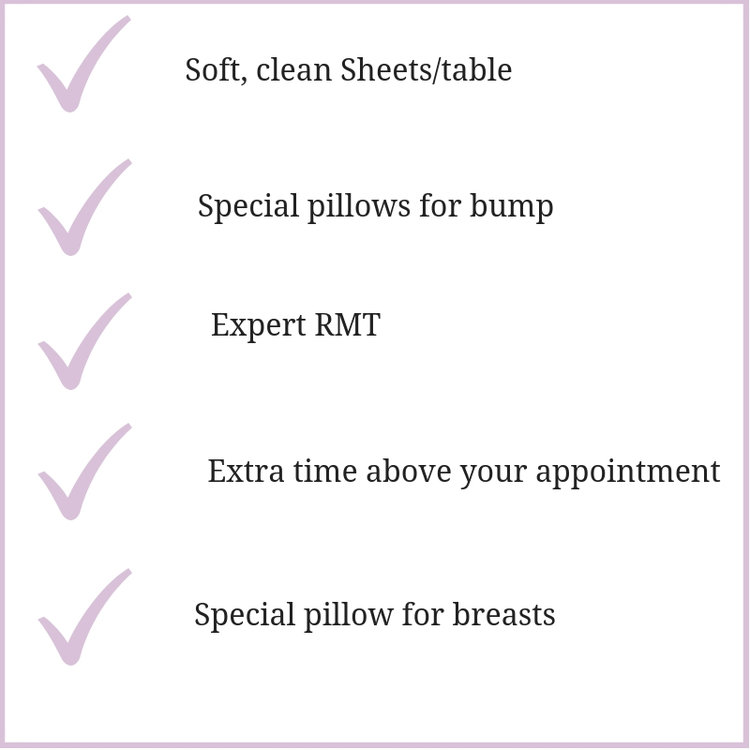 Soft, clean Sheets/table
Special pillows for bump
Expert RMT
Extra time above your appointment
Special pillow for breasts